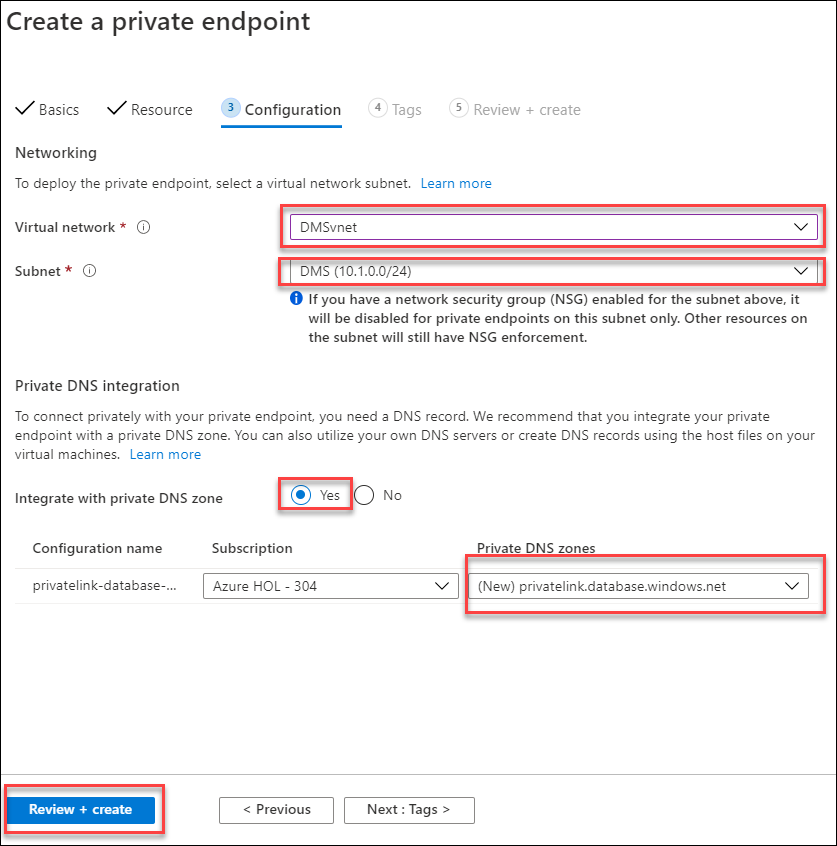 Create a private endpoint
Basics
Resource
3 Configuration
4 Tags
5 Review + create
Networking
To deploy the private endpoint, select a virtual network subnet. Learn more
Virtual network *
DMSvnet
Subnet *
DMS (10.1.0.0/24)
If you have a network security group (NSG) enabled for the subnet above, it
will be disabled for private endpoints on this subnet only. Other resources on
the subnet will still have NSG enforcement.
Private DNS integration
To connect privately with your private endpoint, you need a DNS record. We recommend that you integrate your private
endpoint with a private DNS zone. You can also utilize your own DNS servers or create DNS records using the host files on your
virtual machines. Learn more
Integrate with private DNS zone
Yes
No
Configuration name
Subscription
Private DNS zones
privatelink-database-...
Azure HOL - 304
(New) privatelink.database.windows.net
Review + create
< Previous
Next : Tags >